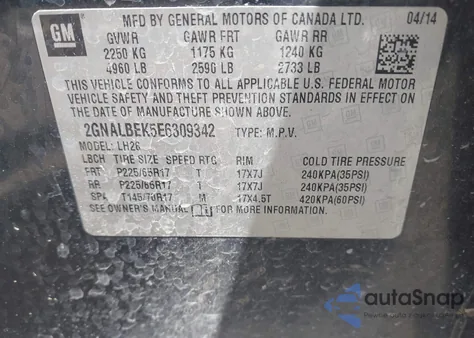 GM
MFD BY GENERAL MOTORS OF CANADA LTD. 04/14
GVWR GAWR FRT GAWR RR
2250 KG 1175 KG 1240 KG
4960 LB 2590 LB 2733 LB
THIS VEHICLE CONFORMS TO ALL APPLICABLE U.S. FEDERAL MOTOR
VEHICLE SAFETY AND THEFT PREVENTION STANDARDS IN EFFECT ON
THE DATE OF MANUFACTURE SHOWN ABOVE.
2GNALBEK5E6309342 TYPE: M.P.V.
MODEL: LH26
LBCH TIRE SIZE SPEED RTG RIM COLD TIRE PRESSURE
FRT P225/65R17 T 17X7J 240KPA(35PSI)
RR P225/65R17 T 17X7J 240KPA(35PSI)
SPA T145/70R17 M 17X4.5T 420KPA(60PSI)
SEE OWNER'S MANUAL FOR MORE INFORMATION
autoSnap